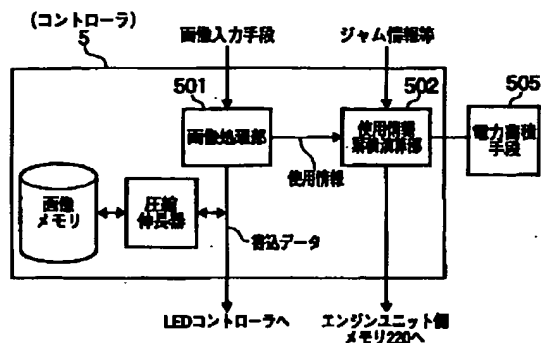 (コントローラ)
5
画像入力手段
ジャム情報等
501
画像処理部
502
使用情報
累積演算部
505
電力蓄積
手段
使用情報
画像
メモリ
圧縮
伸長器
書込データ
LEDコントローラへ
エンジンユニット側
メモリ220へ